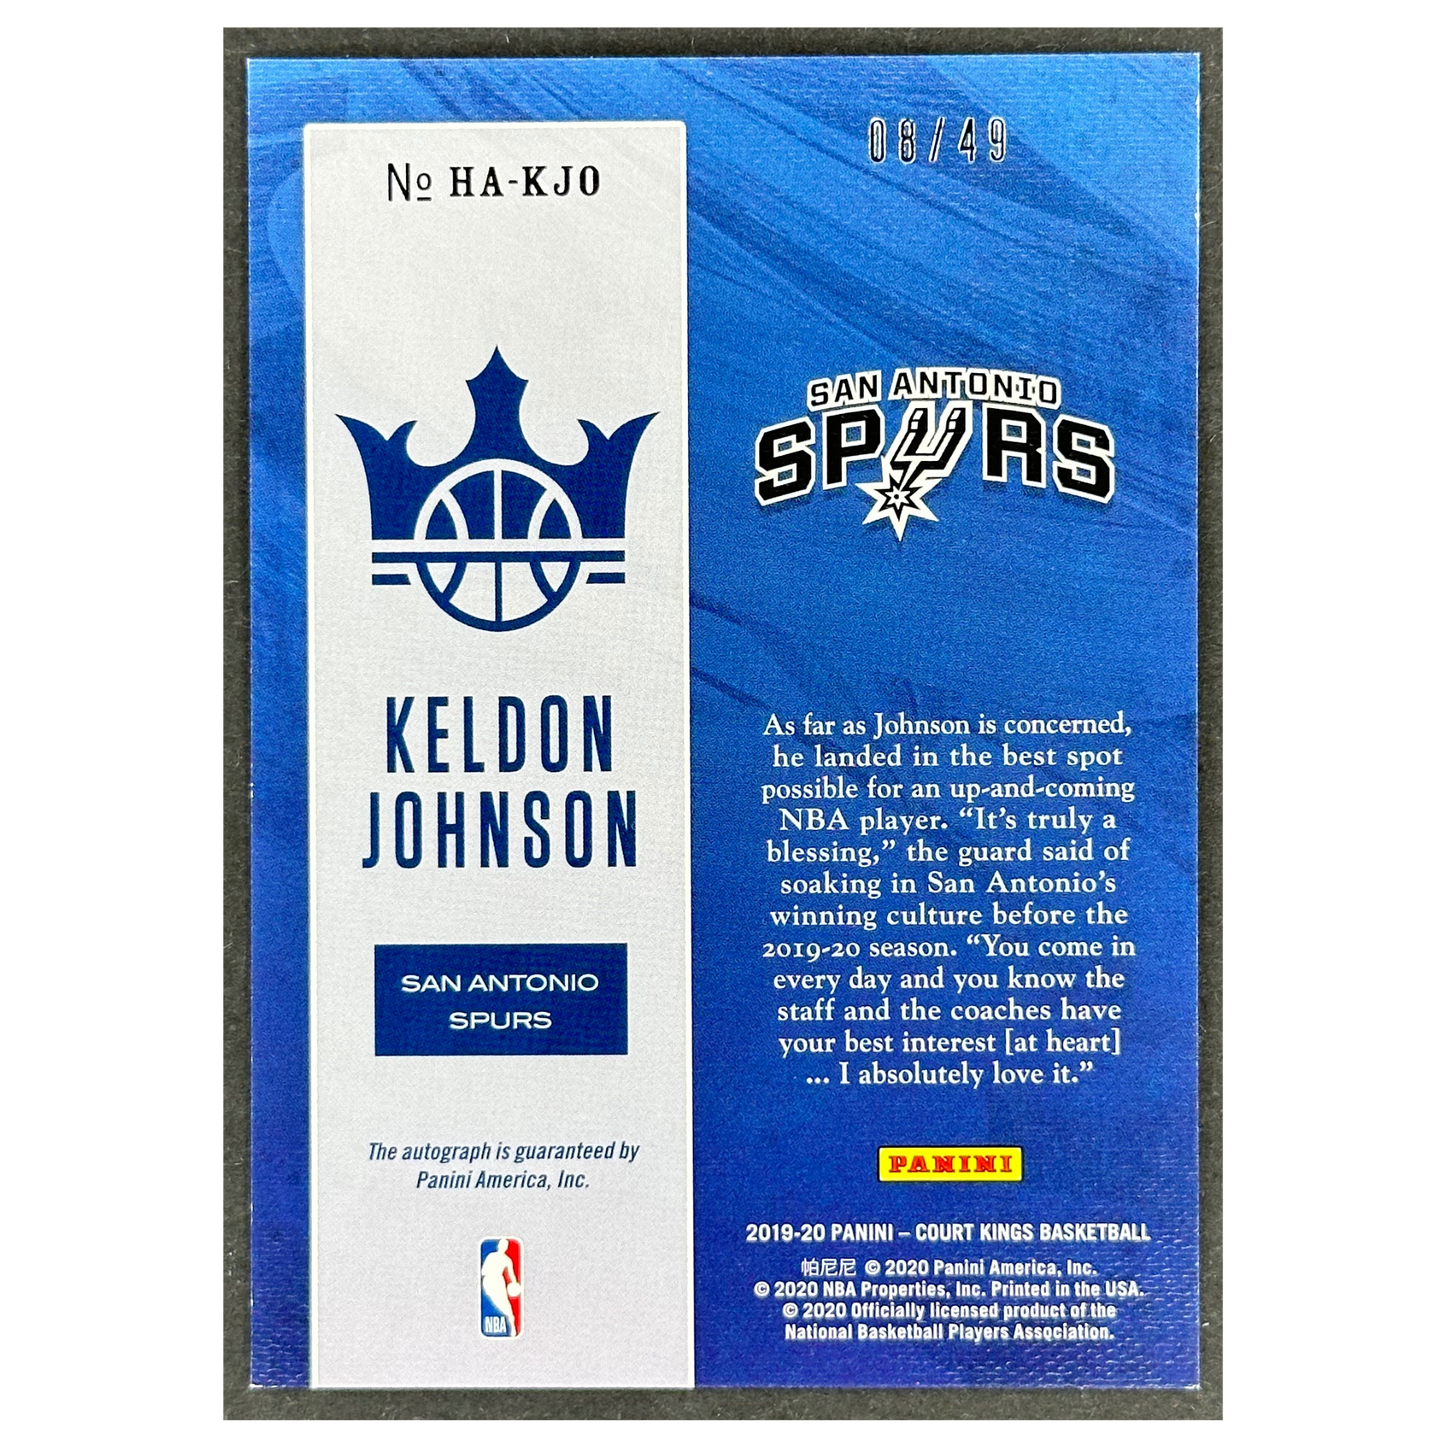 08/49
No HA-KJO
SAN ANTONIO
SPURS
KELDON
JOHNSON
SAN ANTONIO
SPURS
The autograph is guaranteed by
Panini America, Inc.
NBA
As far as Johnson is concerned,
he landed in the best spot
possible for an up-and-coming
NBA player. “It’s truly a
blessing,” the guard said of
soaking in San Antonio’s
winning culture before the
2019-20 season. “You come in
every day and you know the
staff and the coaches have
your best interest [at heart]
... I absolutely love it.”
PANINI
2019-20 PANINI – COURT KINGS BASKETBALL
帕尼尼 © 2020 Panini America, Inc.
© 2020 NBA Properties, Inc. Printed in the USA.
© 2020 Officially licensed product of the
National Basketball Players Association.